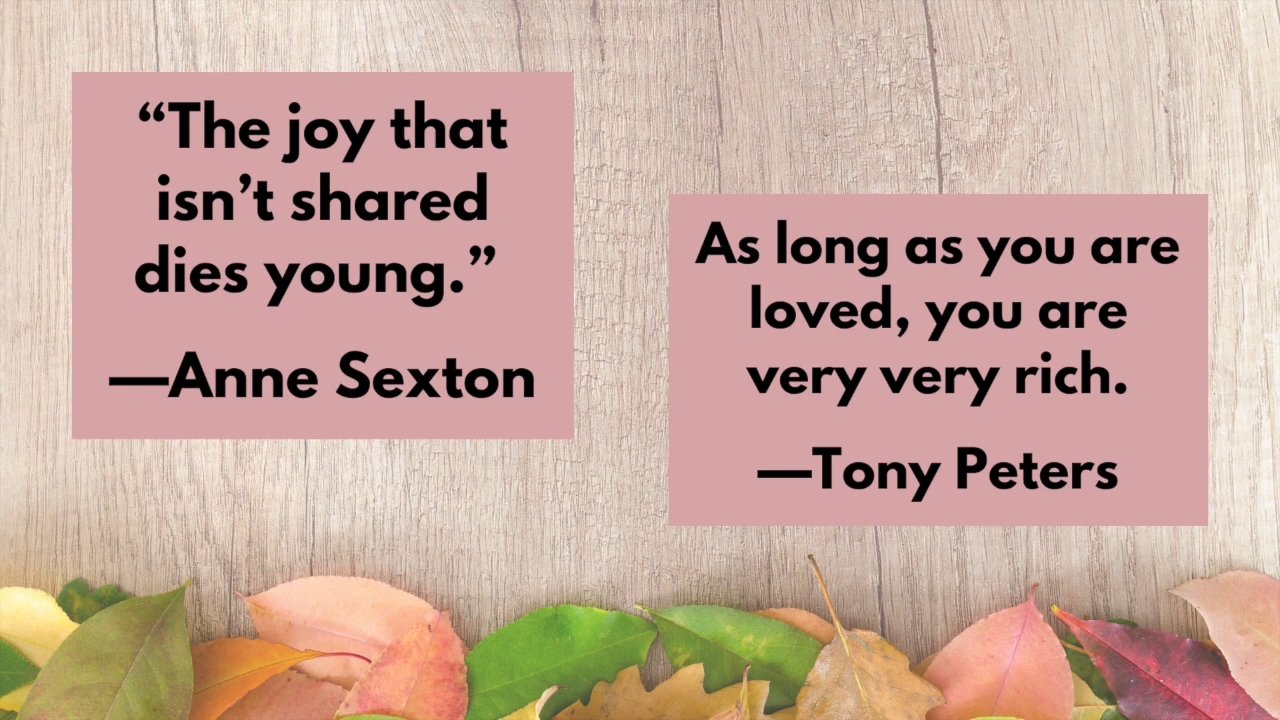 “The joy that
isn’t shared
dies young.”
—Anne Sexton
As long as you are
loved, you are
very very rich.
—Tony Peters